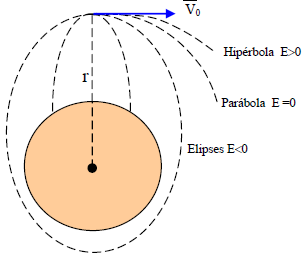 V₀
r
Hipérbola E>0
Parábola E =0
Elipses E<0